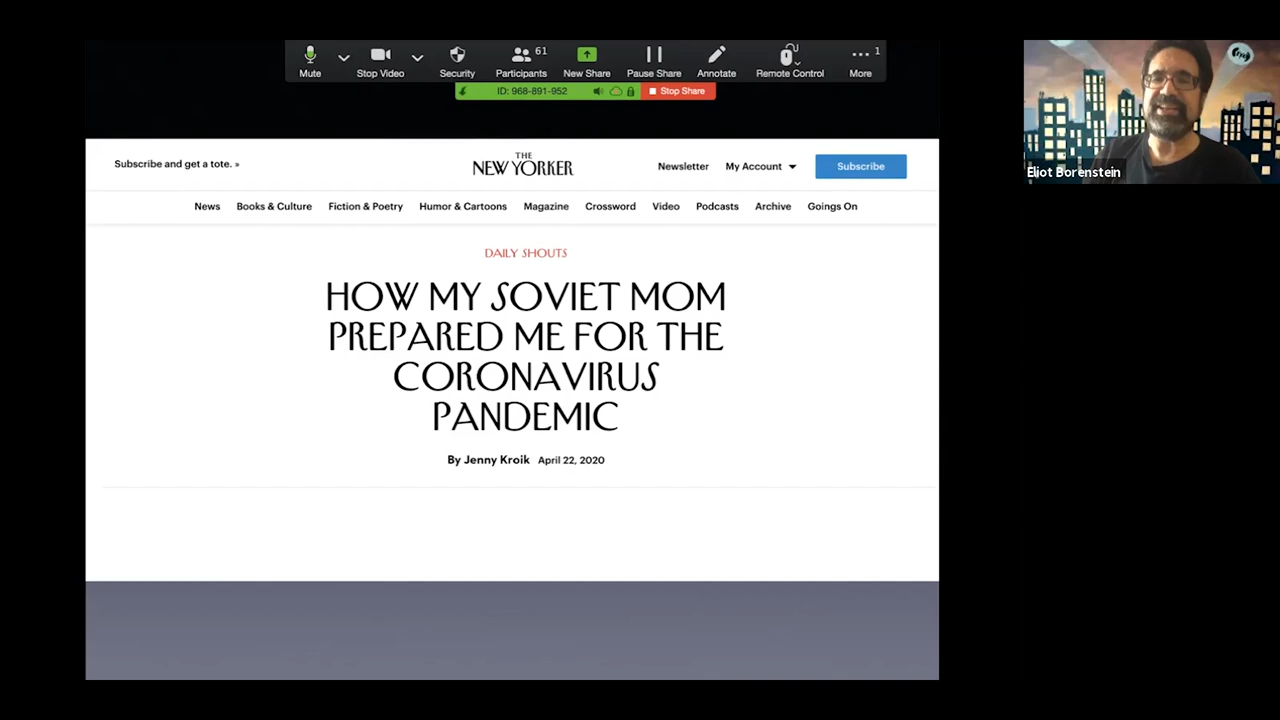 61
1
Mute
Stop Video
Security
Participants
New Share
Pause Share
Annotate
Remote Control
More
ID: 968-891-952
Stop Share
Eliot Borenstein
Subscribe and get a tote. »
THE
NEW YORKER
Newsletter
My Account
Subscribe
News
Books & Culture
Fiction & Poetry
Humor & Cartoons
Magazine
Crossword
Video
Podcasts
Archive
Goings On
DAILY SHOUTS
HOW MY SOVIET MOM
PREPARED ME FOR THE
CORONAVIRUS
PANDEMIC
By Jenny Kroik April 22, 2020